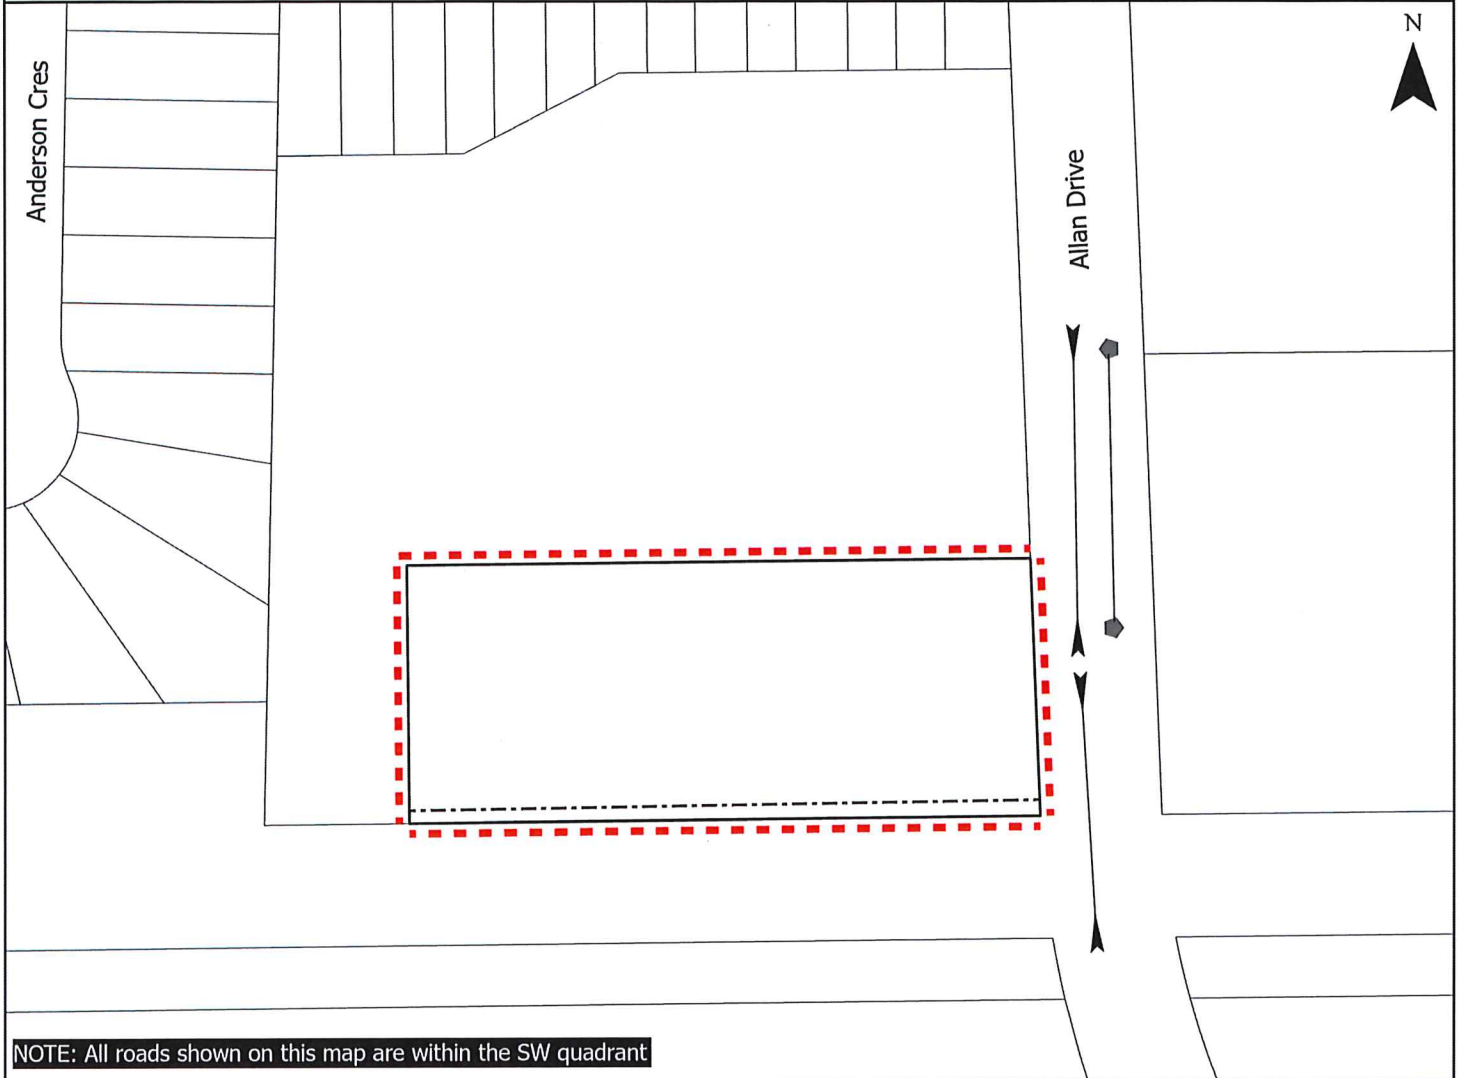 N
Anderson Cres
Allan Drive
NOTE: All roads shown on this map are within the SW quadrant